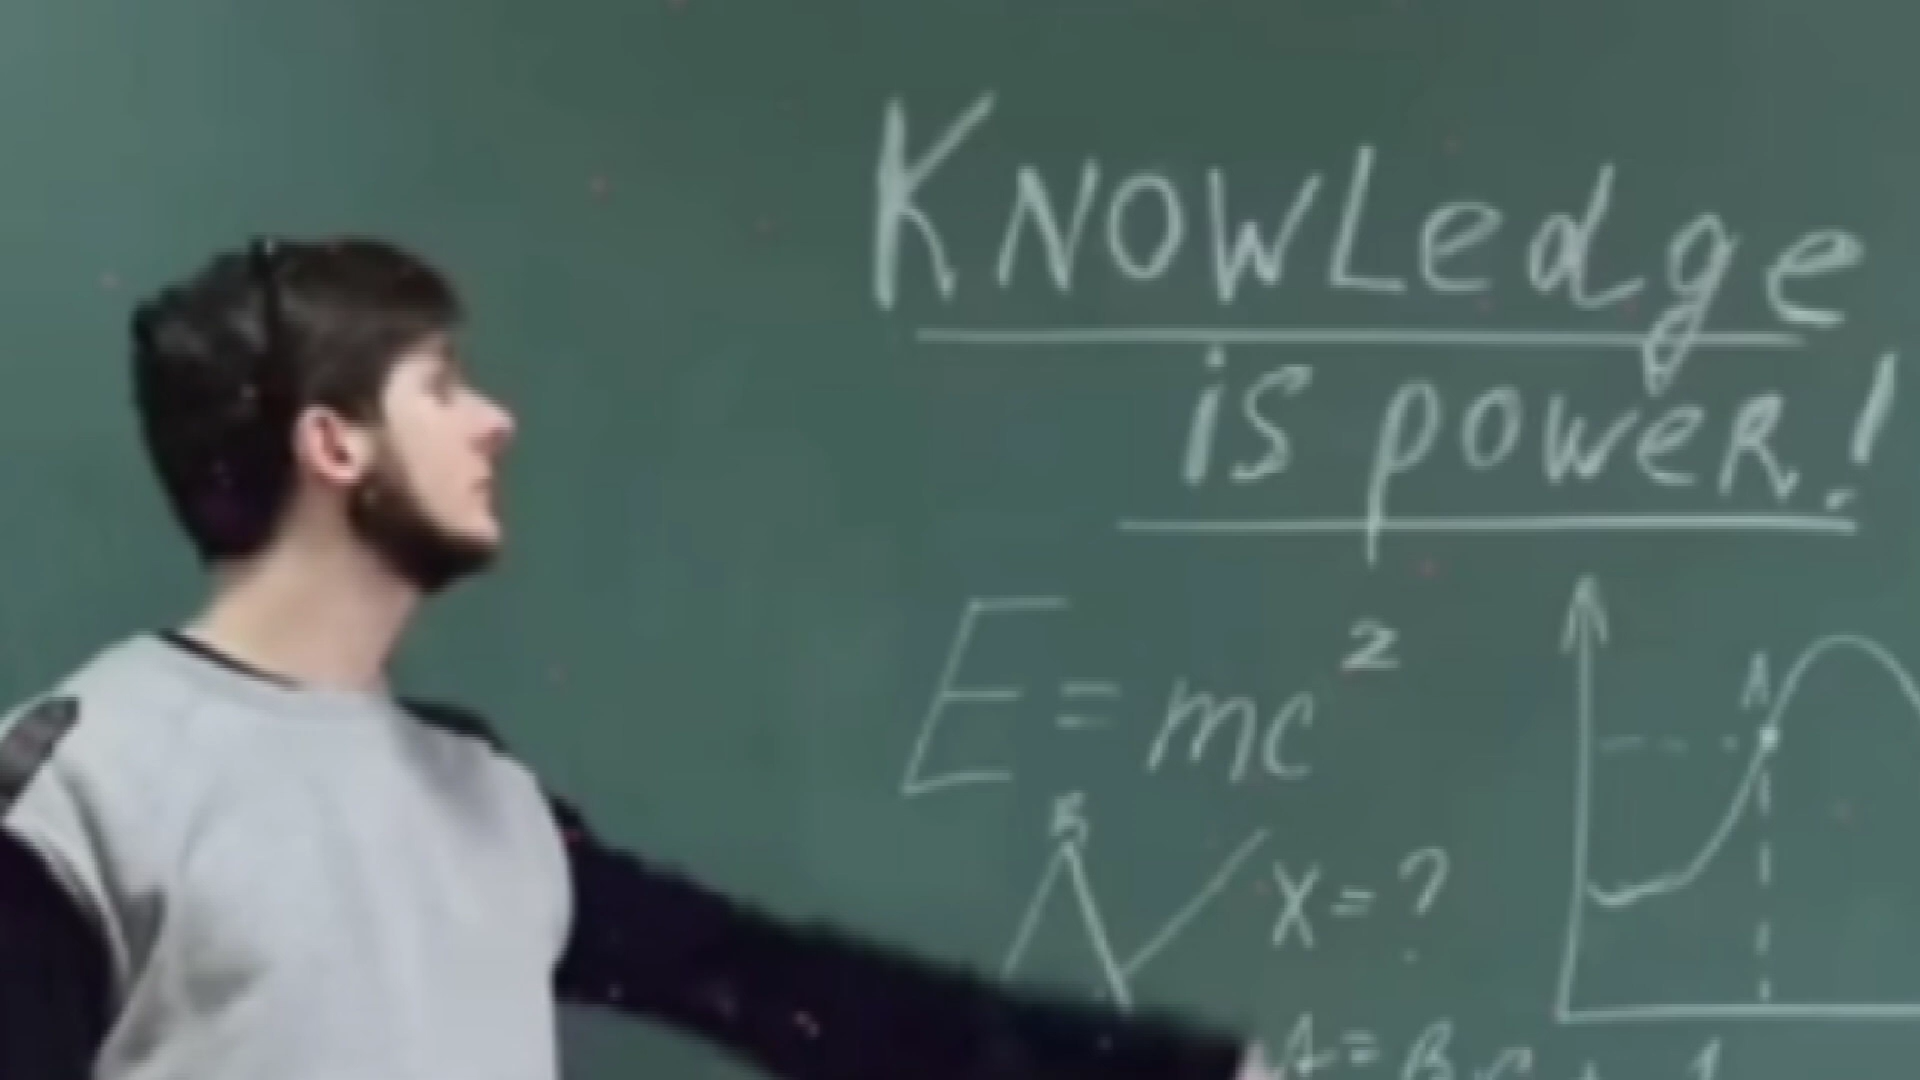 Knowledge
is power!
E = mc²
A
B
X = ?